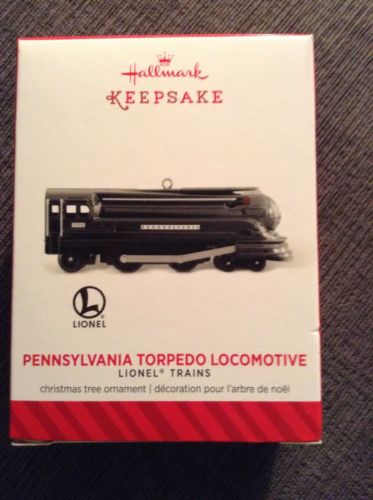 Hallmark
KEEPSAKE
PENNSYLVANIA
L
LIONEL
PENNSYLVANIA TORPEDO LOCOMOTIVE
LIONEL® TRAINS
christmas tree ornament | décoration pour l'arbre de noël